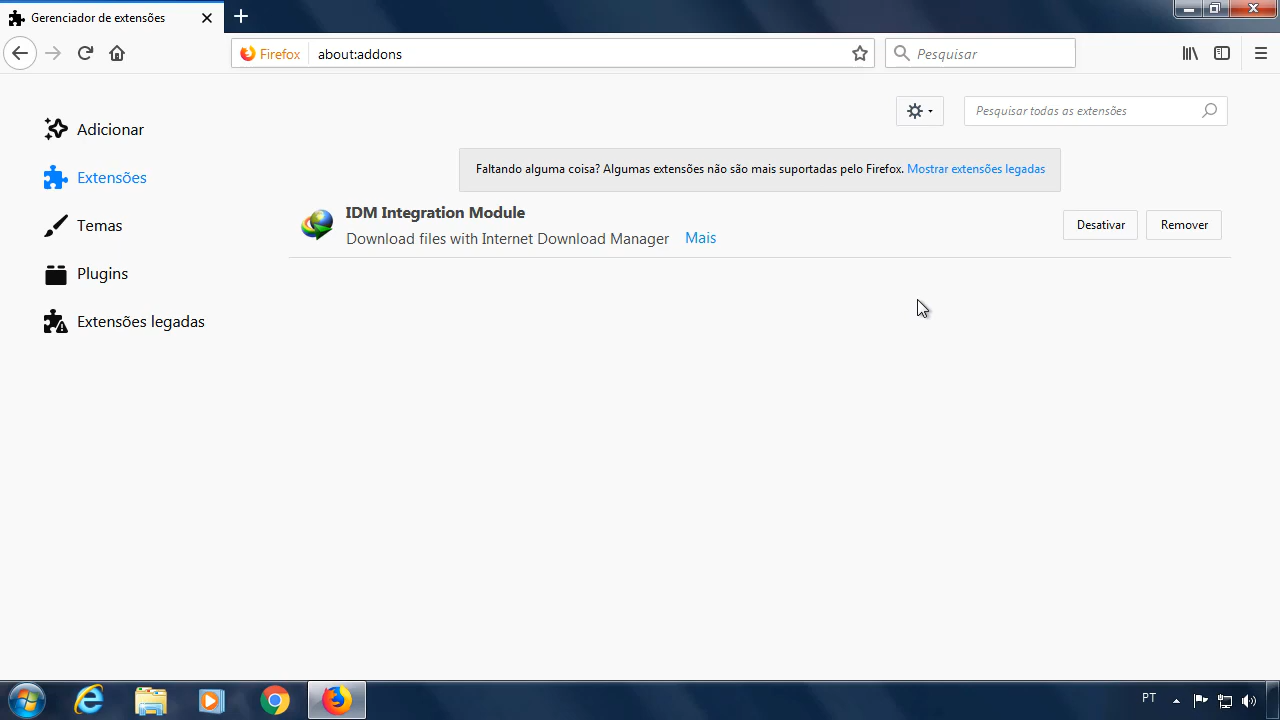 Gerenciador de extensões
Firefox
about:addons
Pesquisar
Pesquisar todas as extensões
Adicionar
Extensões
Temas
Plugins
Extensões legadas
Faltando alguma coisa? Algumas extensões não são mais suportadas pelo Firefox. Mostrar extensões legadas
IDM Integration Module
Download files with Internet Download Manager Mais
Desativar
Remover
PT